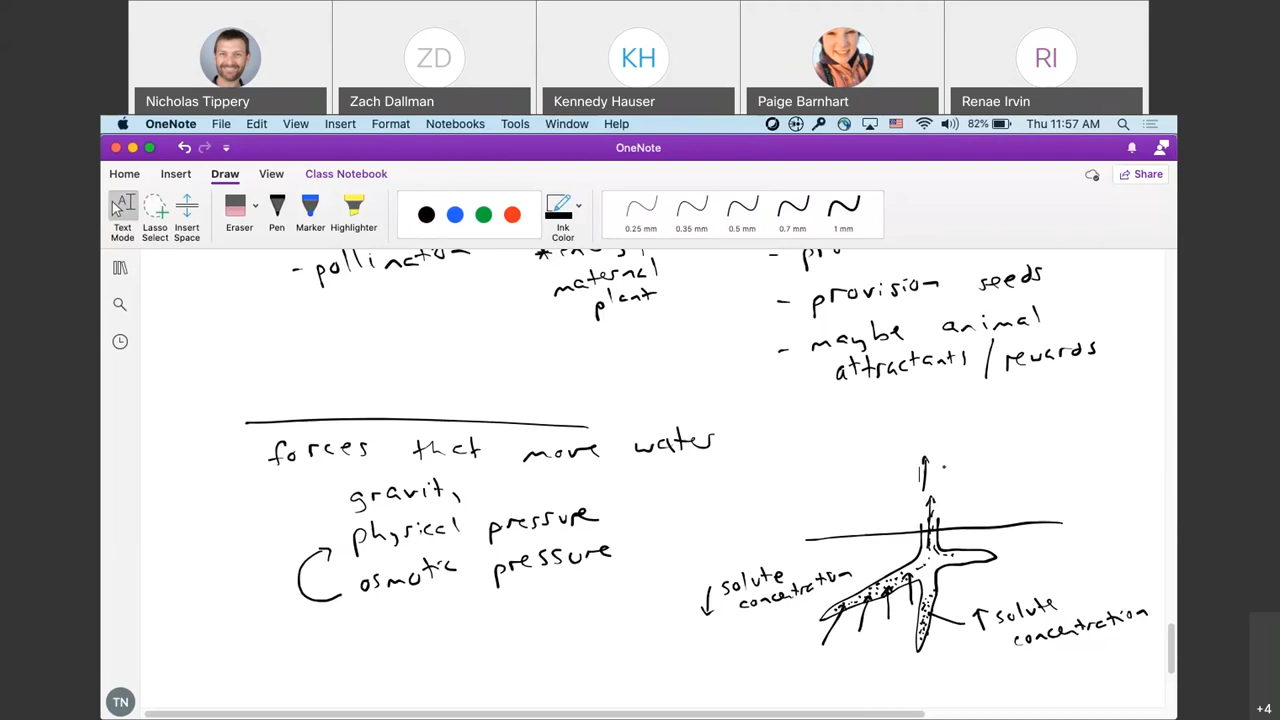 ZD
KH
RI
Nicholas Tippery
Zach Dallman
Kennedy Hauser
Paige Barnhart
Renae Irvin
OneNote File Edit View Insert Format Notebooks Tools Window Help 82% Thu 11:57 AM
OneNote
Home Insert Draw View Class Notebook Share
Text Mode
Lasso Select
Insert Space
Eraser
Pen
Marker
Highlighter
Ink Color
0.25 mm
0.35 mm
0.5 mm
0.7 mm
1 mm
- pollination
maternal
plant
- provision seeds
- maybe animal
attractants / rewards
forces that move water
gravity
physical pressure
osmotic pressure
↓ solute
concentration
↑ solute
concentration
TN
+4